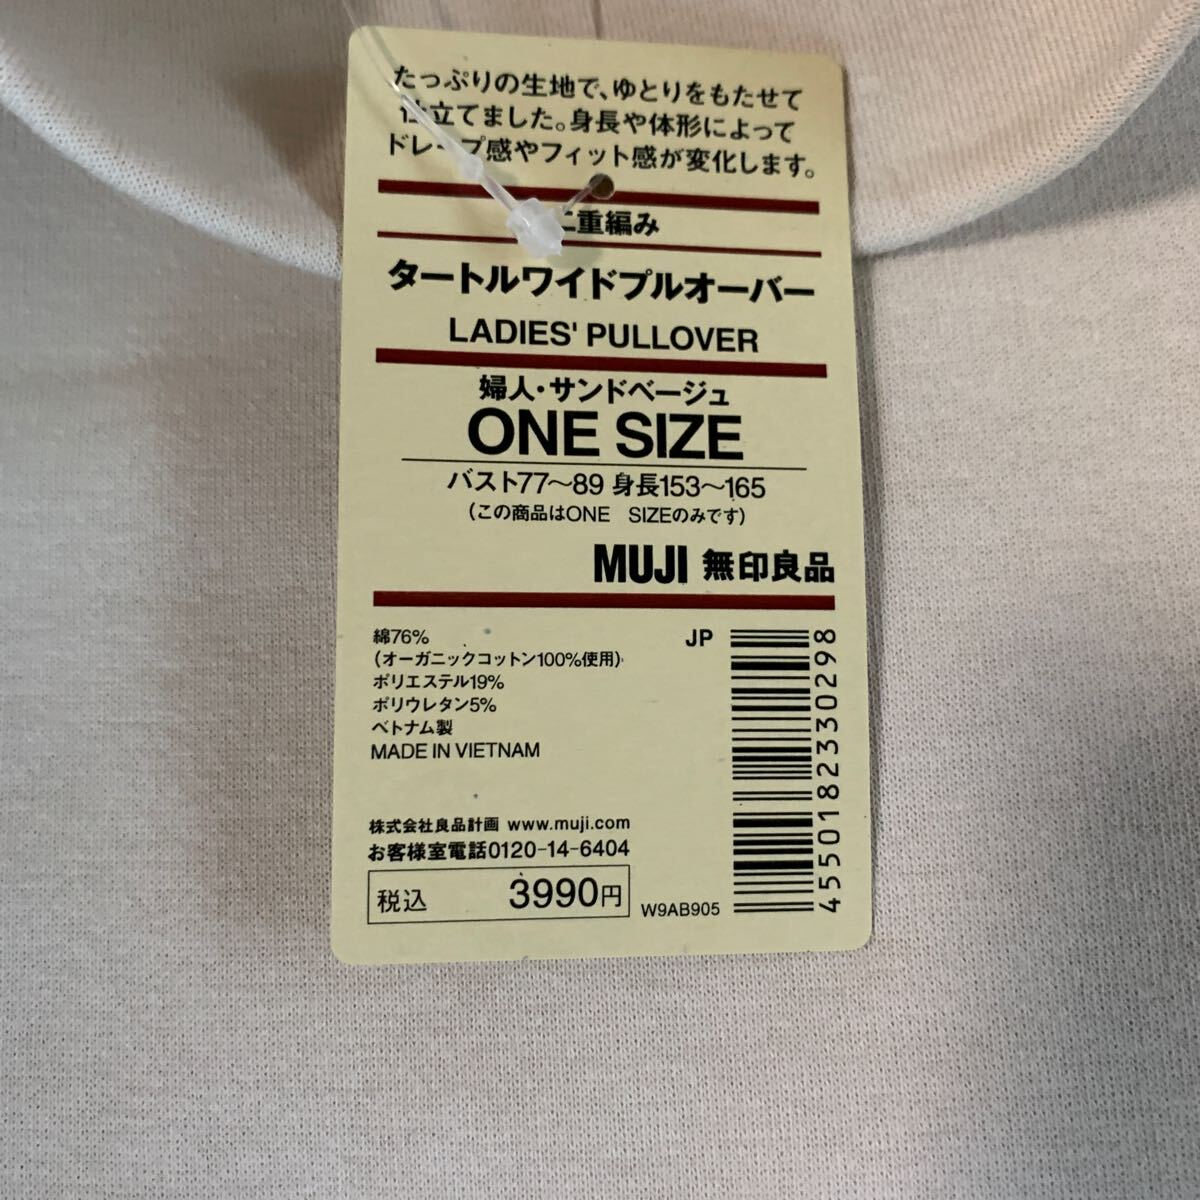 たっぷりの生地で、ゆとりをもたせて
仕立てました。身長や体形によって
ドレープ感やフィット感が変化します。
二重編み
タートルワイドプルオーバー
LADIES' PULLOVER
婦人・サンドベージュ
ONE SIZE
バスト77〜89 身長153〜165
(この商品はONE SIZEのみです)
MUJI 無印良品
綿76%
(オーガニックコットン100%使用)
ポリエステル19%
ポリウレタン5%
ベトナム製
MADE IN VIETNAM
JP
4550182330298
株式会社良品計画 www.muji.com
お客様室電話0120-14-6404
税込 3990円
W9AB905